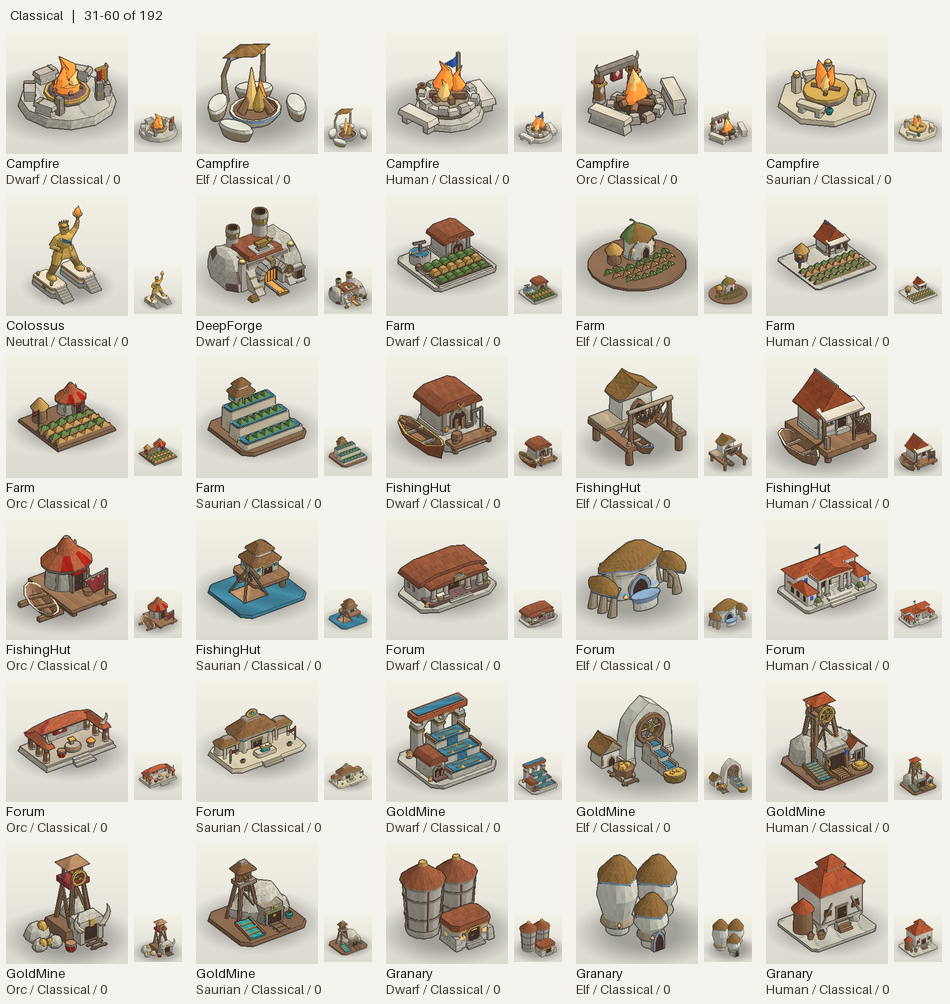 Classical | 31-60 of 192
Campfire
Dwarf / Classical / 0
Campfire
Elf / Classical / 0
Campfire
Human / Classical / 0
Campfire
Orc / Classical / 0
Campfire
Saurian / Classical / 0
Colossus
Neutral / Classical / 0
DeepForge
Dwarf / Classical / 0
Farm
Dwarf / Classical / 0
Farm
Elf / Classical / 0
Farm
Human / Classical / 0
Farm
Orc / Classical / 0
Farm
Saurian / Classical / 0
FishingHut
Dwarf / Classical / 0
FishingHut
Elf / Classical / 0
FishingHut
Human / Classical / 0
FishingHut
Orc / Classical / 0
FishingHut
Saurian / Classical / 0
Forum
Dwarf / Classical / 0
Forum
Elf / Classical / 0
Forum
Human / Classical / 0
Forum
Orc / Classical / 0
Forum
Saurian / Classical / 0
GoldMine
Dwarf / Classical / 0
GoldMine
Elf / Classical / 0
GoldMine
Human / Classical / 0
GoldMine
Orc / Classical / 0
GoldMine
Saurian / Classical / 0
Granary
Dwarf / Classical / 0
Granary
Elf / Classical / 0
Granary
Human / Classical / 0